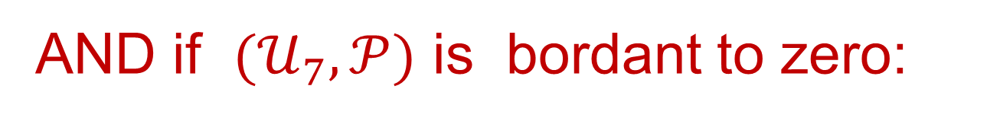 AND if (𝒰₇,𝒫) is bordant to zero: